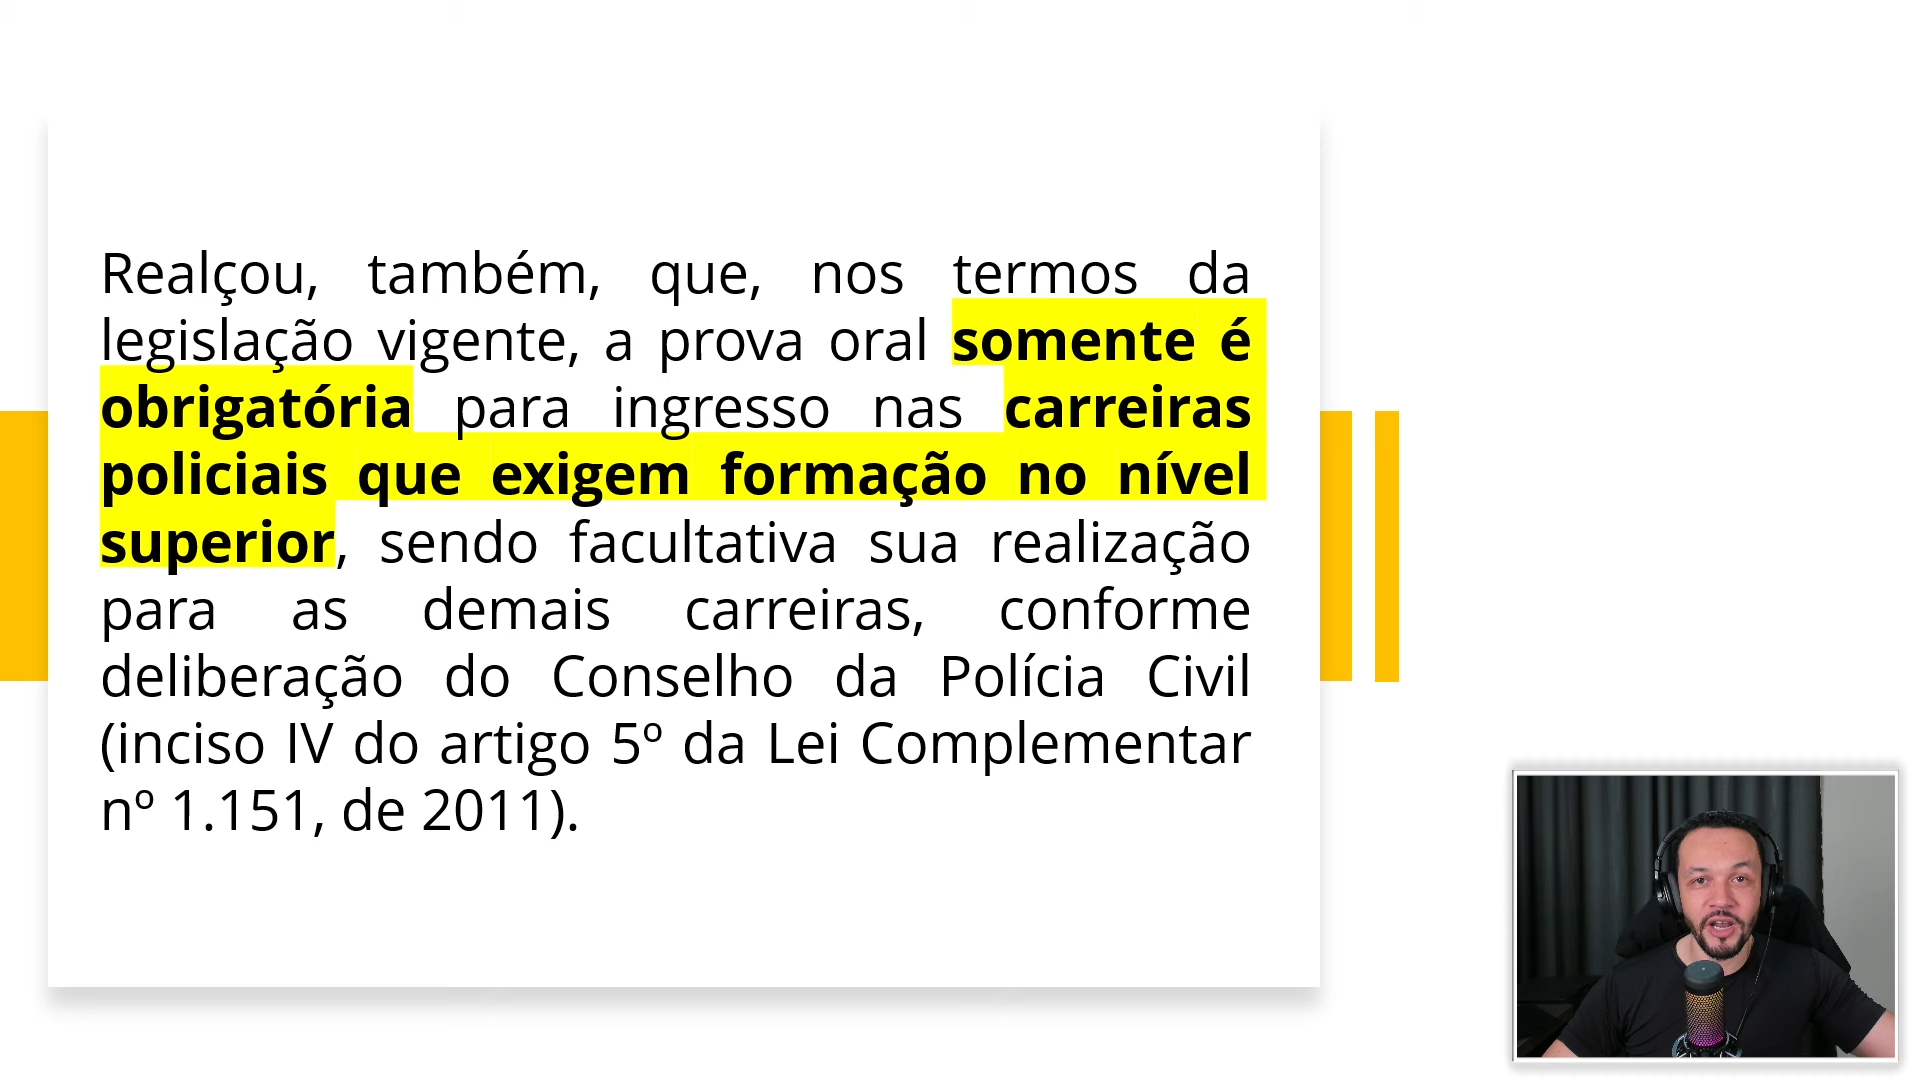 Realçou, também, que, nos termos da
legislação vigente, a prova oral somente é
obrigatória para ingresso nas carreiras
policiais que exigem formação no nível
superior, sendo facultativa sua realização
para as demais carreiras, conforme
deliberação do Conselho da Polícia Civil
(inciso IV do artigo 5º da Lei Complementar
nº 1.151, de 2011).